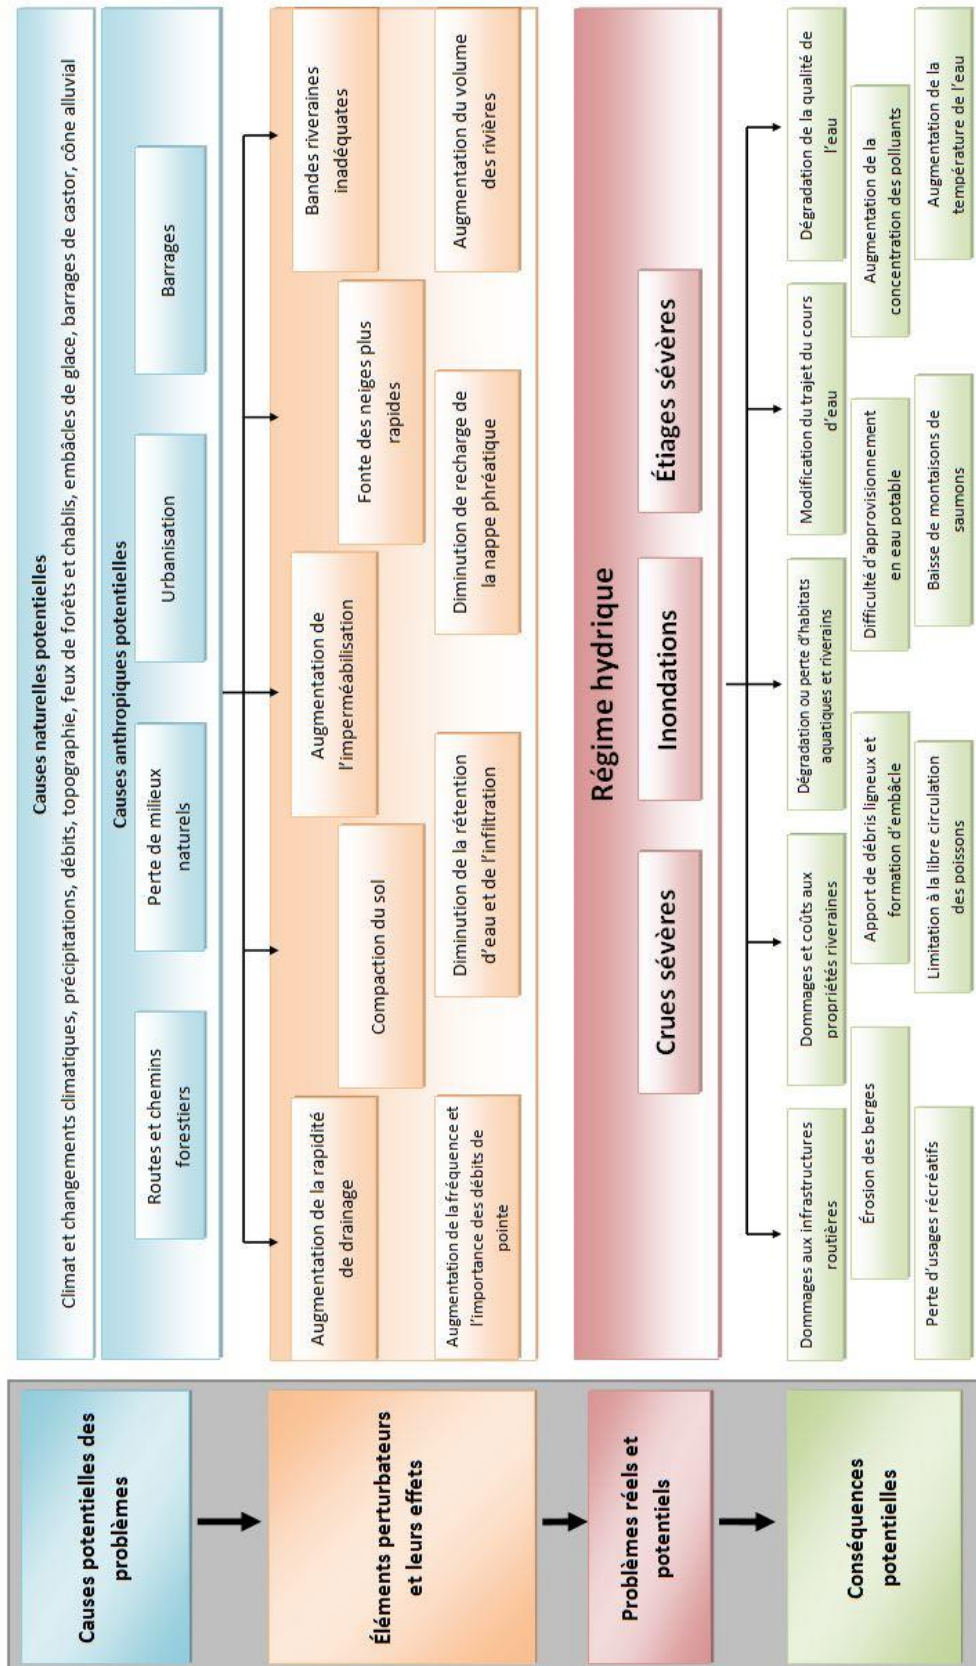 Causes potentielles des
problèmes
Causes naturelles potentielles
Climat et changements climatiques, précipitations, débits, topographie, feux de forêts et chablis, embâcles de glace, barrages de castor, cône alluvial
Causes anthropiques potentielles
Routes et chemins
forestiers
Perte de milieux
naturels
Urbanisation
Barrages
Éléments perturbateurs
et leurs effets
Augmentation de la rapidité
de drainage
Compaction du sol
Augmentation de
l'imperméabilisation
Fonte des neiges plus
rapides
Bandes riveraines
inadéquates
Augmentation de la fréquence et
l'importance des débits de
pointe
Diminution de la rétention
d'eau et de l'infiltration
Diminution de recharge de
la nappe phréatique
Augmentation du volume
des rivières
Problèmes réels et
potentiels
Régime hydrique
Crues sévères
Inondations
Étiages sévères
Conséquences
potentielles
Dommages aux infrastructures
routières
Dommages et coûts aux
propriétés riveraines
Dégradation ou perte d'habitats
aquatiques et riverains
Modification du trajet du cours
d'eau
Dégradation de la qualité de
l'eau
Érosion des berges
Apport de débris ligneux et
formation d'embâcle
Difficulté d'approvisionnement
en eau potable
Augmentation de la
concentration des polluants
Perte d'usages récréatifs
Limitation à la libre circulation
des poissons
Baisse de montaisons de
saumons
Augmentation de la
température de l'eau